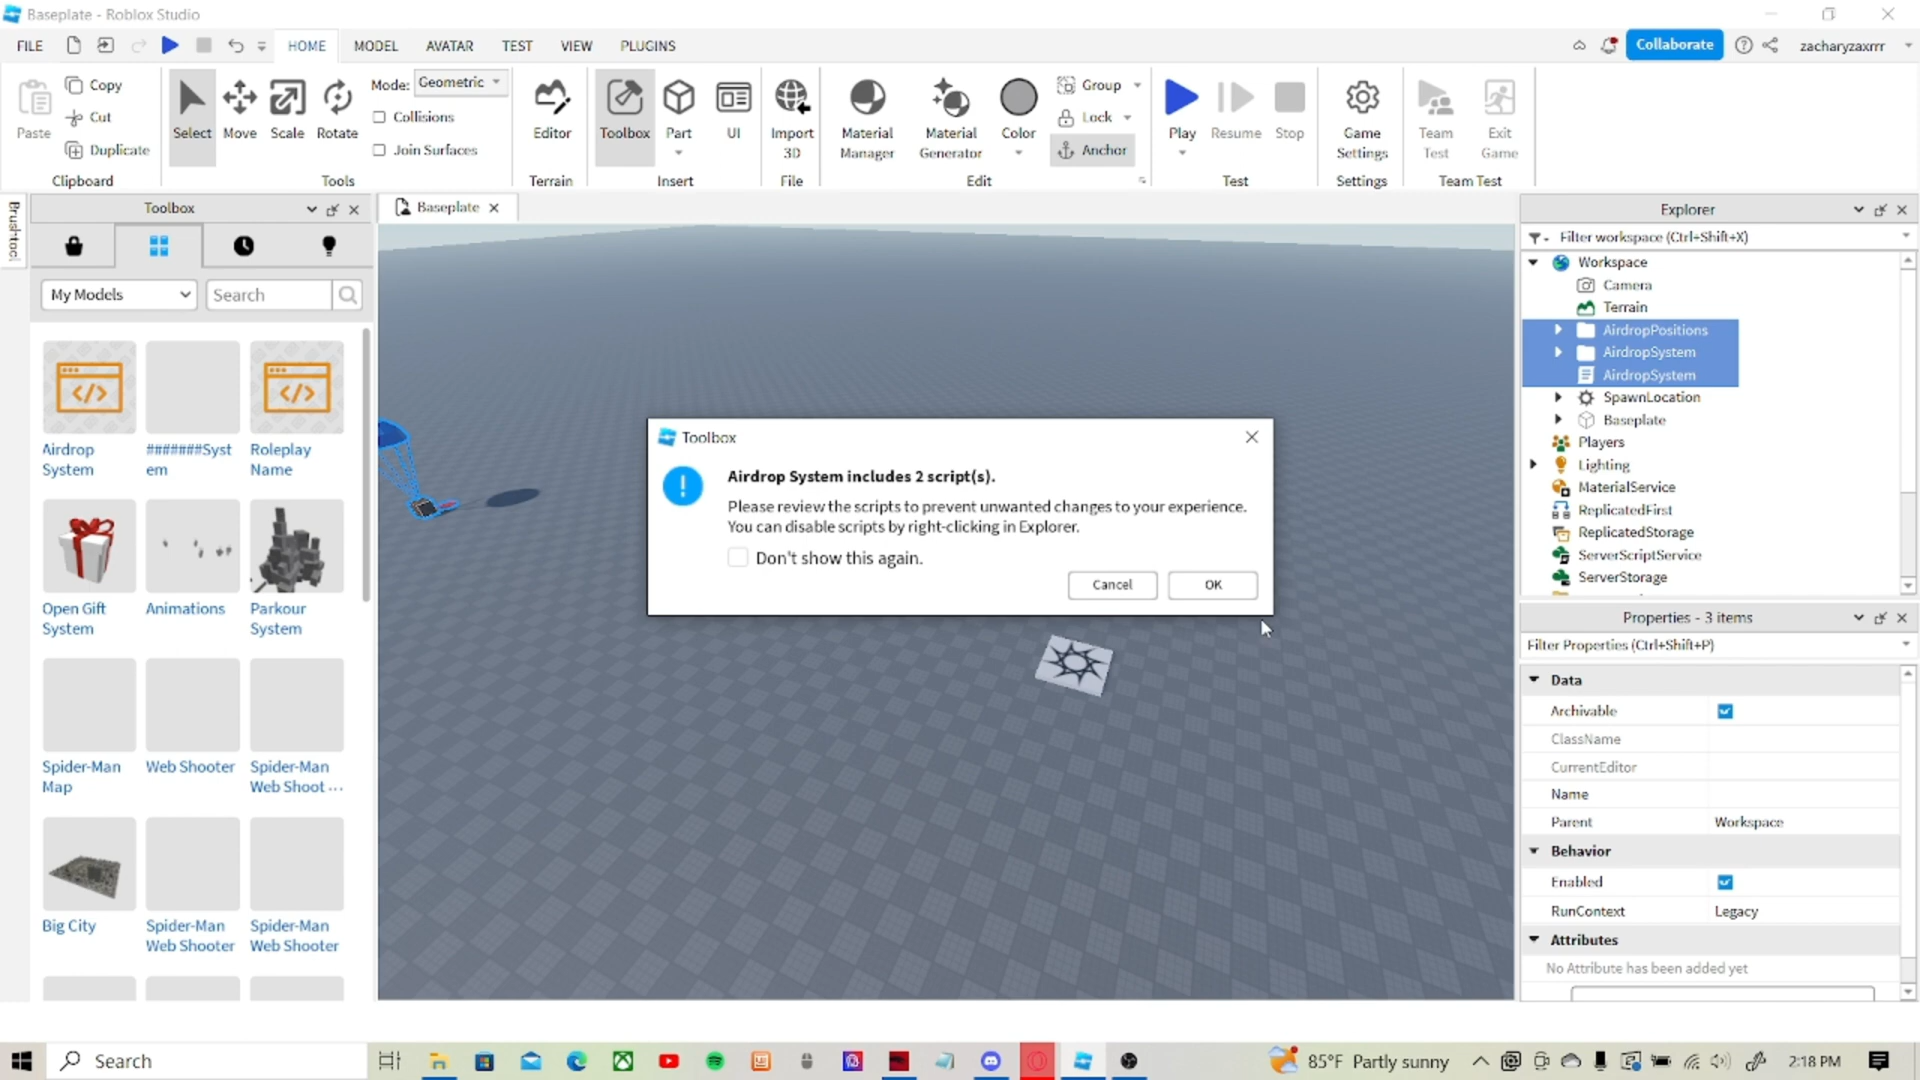 Baseplate - Roblox Studio
FILE
HOME
MODEL
AVATAR
TEST
VIEW
PLUGINS
Collaborate
zacharyzaxrrr
Paste
Copy
Cut
Duplicate
Clipboard
Select
Move
Scale
Rotate
Mode: Geometric
Collisions
Join Surfaces
Tools
Editor
Terrain
Toolbox
Part
UI
Insert
Import
3D
File
Material
Manager
Material
Generator
Color
Group
Lock
Anchor
Edit
Play
Resume
Stop
Test
Game
Settings
Settings
Team
Test
Exit
Game
Team Test
Brushtool
Toolbox
My Models
Search
Airdrop
System
#######Syst
em
Roleplay
Name
Open Gift
System
Animations
Parkour
System
Spider-Man
Map
Web Shooter
Spider-Man
Web Shoot ...
Big City
Spider-Man
Web Shooter
Spider-Man
Web Shooter
Baseplate
Toolbox
Airdrop System includes 2 script(s).
Please review the scripts to prevent unwanted changes to your experience.
You can disable scripts by right-clicking in Explorer.
Don't show this again.
Cancel
OK
Explorer
Filter workspace (Ctrl+Shift+X)
Workspace
Camera
Terrain
AirdropPositions
AirdropSystem
AirdropSystem
SpawnLocation
Baseplate
Players
Lighting
MaterialService
ReplicatedFirst
ReplicatedStorage
ServerScriptService
ServerStorage
Properties - 3 items
Filter Properties (Ctrl+Shift+P)
Data
Archivable
ClassName
CurrentEditor
Name
Parent Workspace
Behavior
Enabled
RunContext Legacy
Attributes
No Attribute has been added yet
Search
85°F Partly sunny
2:18 PM